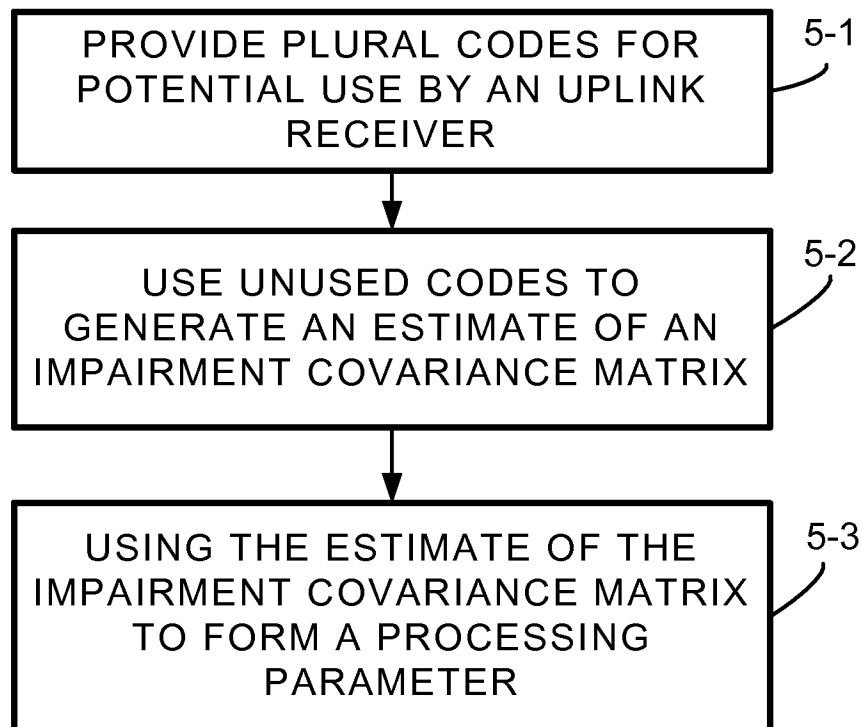 PROVIDE PLURAL CODES FOR
POTENTIAL USE BY AN UPLINK
RECEIVER
5-1
USE UNUSED CODES TO
GENERATE AN ESTIMATE OF AN
IMPAIRMENT COVARIANCE MATRIX
5-2
USING THE ESTIMATE OF THE
IMPAIRMENT COVARIANCE MATRIX
TO FORM A PROCESSING
PARAMETER
5-3